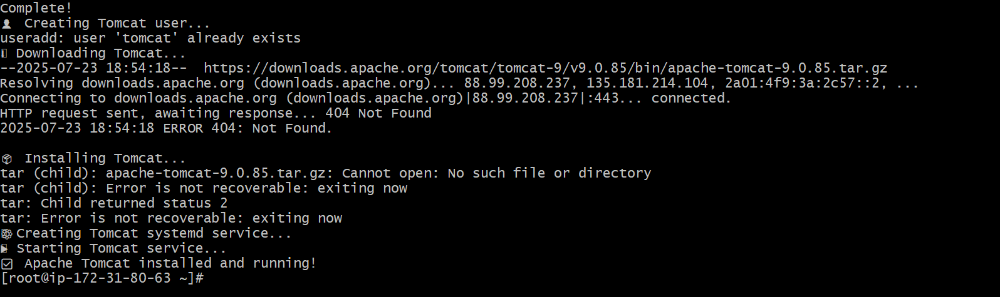 Complete!
👤 Creating Tomcat user...
useradd: user 'tomcat' already exists
Downloading Tomcat...
--2025-07-23 18:54:18--  https://downloads.apache.org/tomcat/tomcat-9/v9.0.85/bin/apache-tomcat-9.0.85.tar.gz
Resolving downloads.apache.org (downloads.apache.org)... 88.99.208.237, 135.181.214.104, 2a01:4f9:3a:2c57::2, ...
Connecting to downloads.apache.org (downloads.apache.org)|88.99.208.237|:443... connected.
HTTP request sent, awaiting response... 404 Not Found
2025-07-23 18:54:18 ERROR 404: Not Found.
📦 Installing Tomcat...
tar (child): apache-tomcat-9.0.85.tar.gz: Cannot open: No such file or directory
tar (child): Error is not recoverable: exiting now
tar: Child returned status 2
tar: Error is not recoverable: exiting now
⚙ Creating Tomcat systemd service...
▶ Starting Tomcat service...
☑ Apache Tomcat installed and running!
[root@ip-172-31-80-63 ~]#